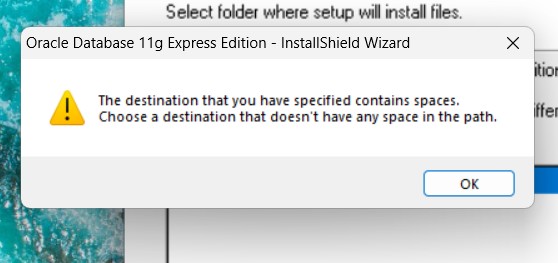 Select folder where setup will install files.
Oracle Database 11g Express Edition - InstallShield Wizard
The destination that you have specified contains spaces.
Choose a destination that doesn't have any space in the path.
OK